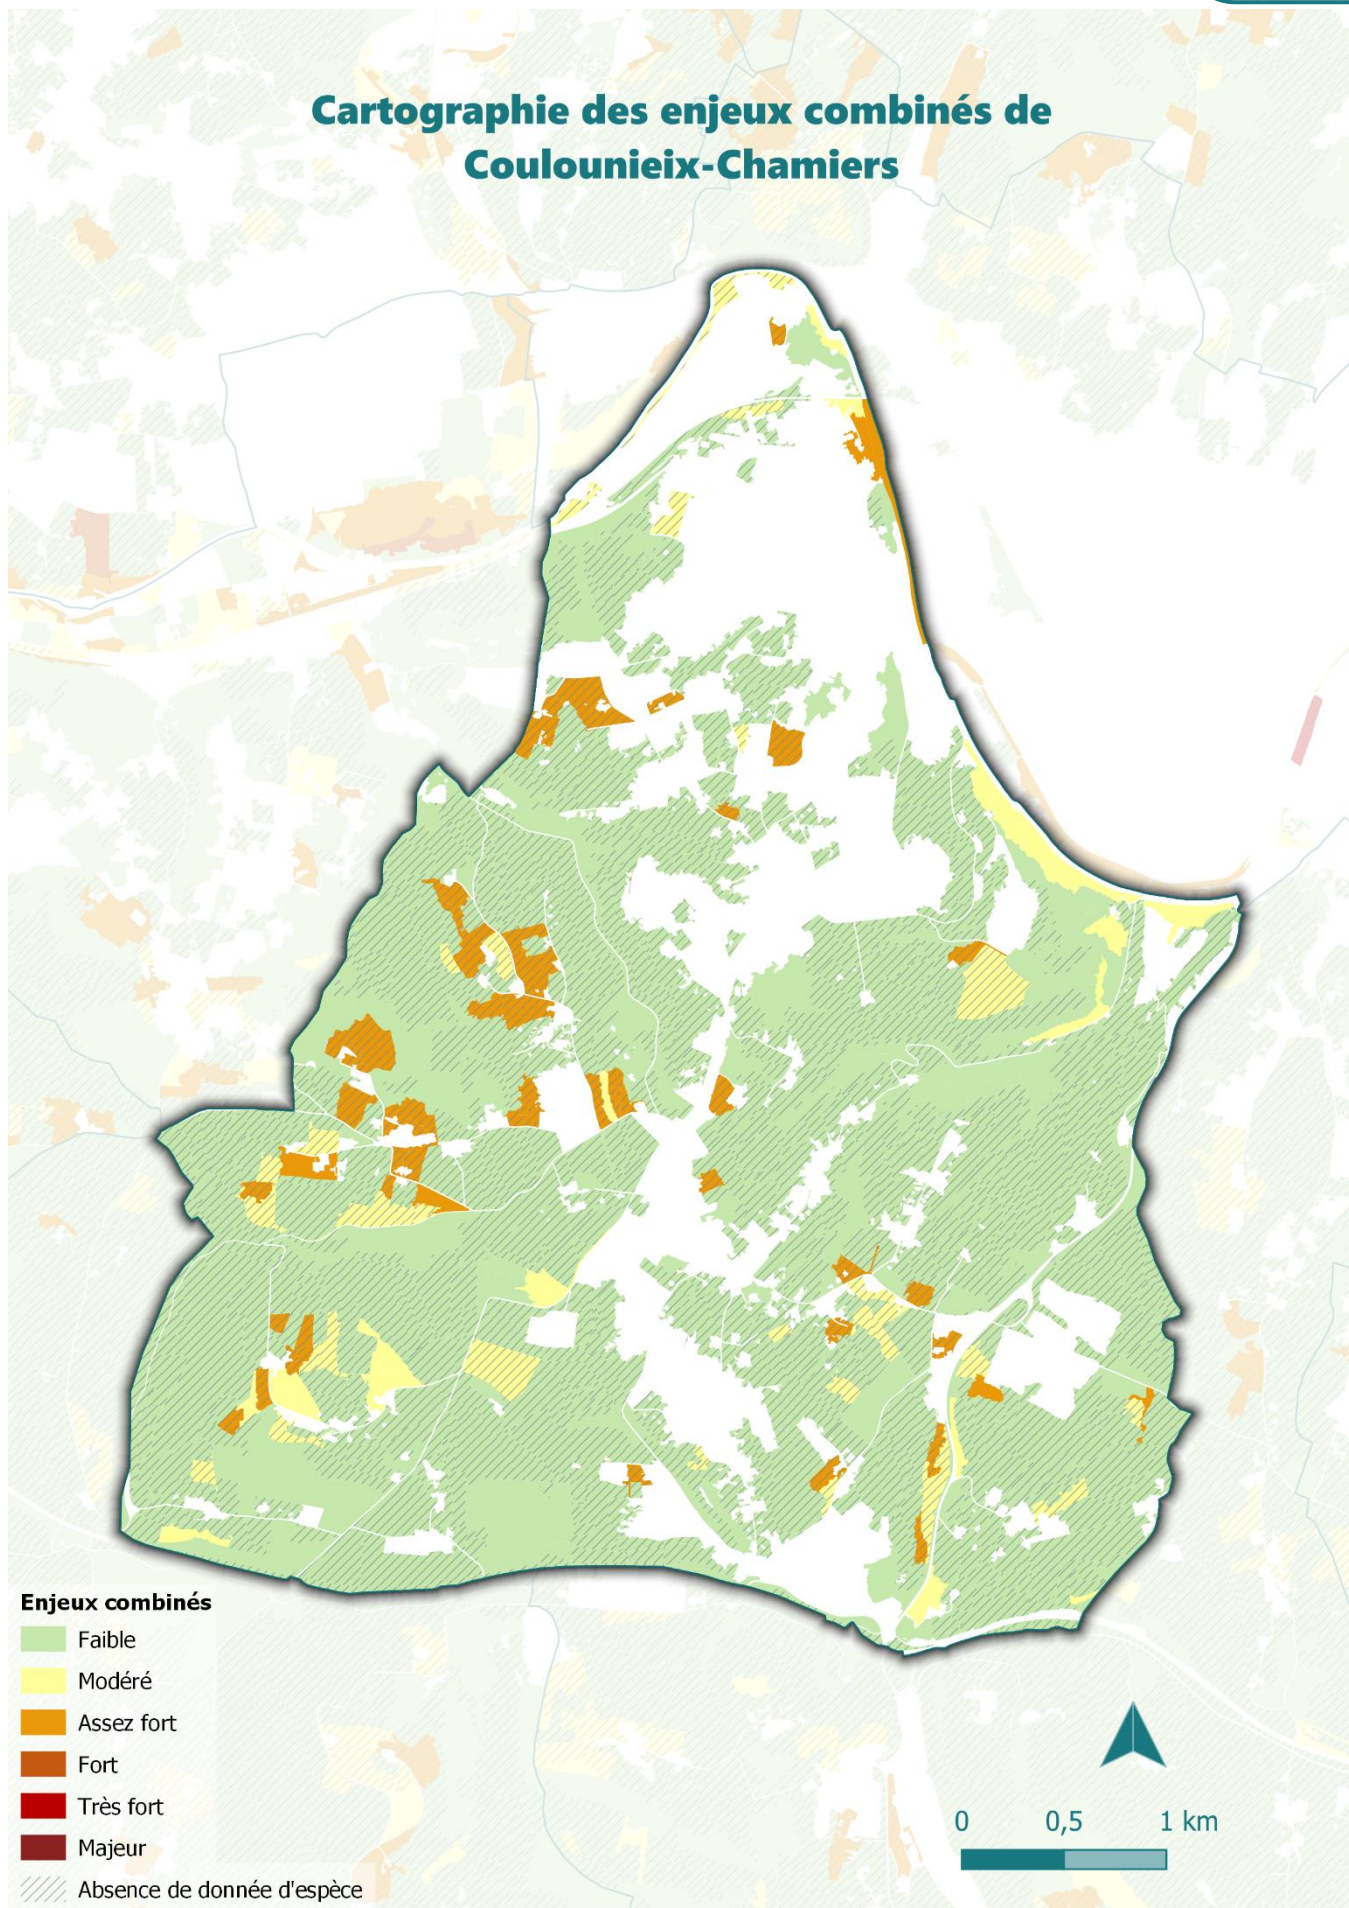 Cartographie des enjeux combinés de
Coulounieix-Chamiers
Enjeux combinés
Faible
Modéré
Assez fort
Fort
Très fort
Majeur
Absence de donnée d'espèce
0 0,5 1 km